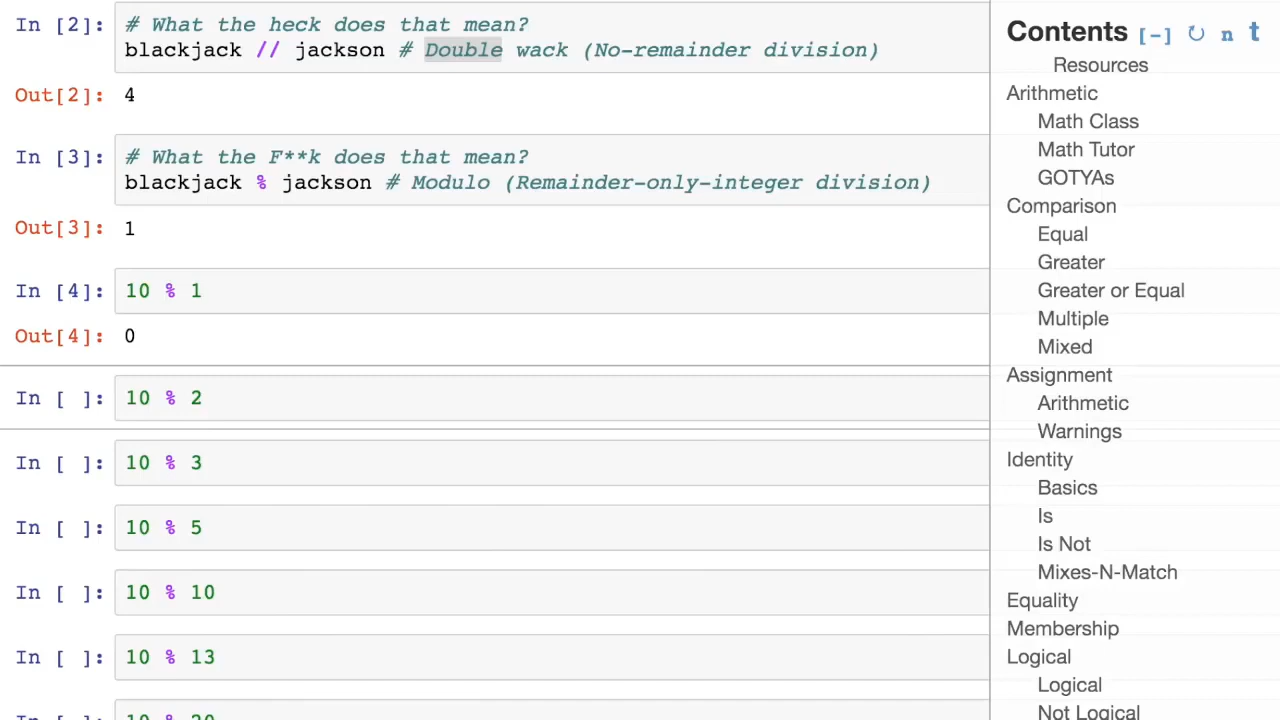 In [2]: # What the heck does that mean?
blackjack // jackson # Double wack (No-remainder division)
Out[2]: 4
In [3]: # What the F**k does that mean?
blackjack % jackson # Modulo (Remainder-only-integer division)
Out[3]: 1
In [4]: 10 % 1
Out[4]: 0
In [ ]: 10 % 2
In [ ]: 10 % 3
In [ ]: 10 % 5
In [ ]: 10 % 10
In [ ]: 10 % 13
In [ ]: 10 % 20
Contents [-] ↻ n t
Resources
Arithmetic
Math Class
Math Tutor
GOTYAs
Comparison
Equal
Greater
Greater or Equal
Multiple
Mixed
Assignment
Arithmetic
Warnings
Identity
Basics
Is
Is Not
Mixes-N-Match
Equality
Membership
Logical
Logical
Not Logical